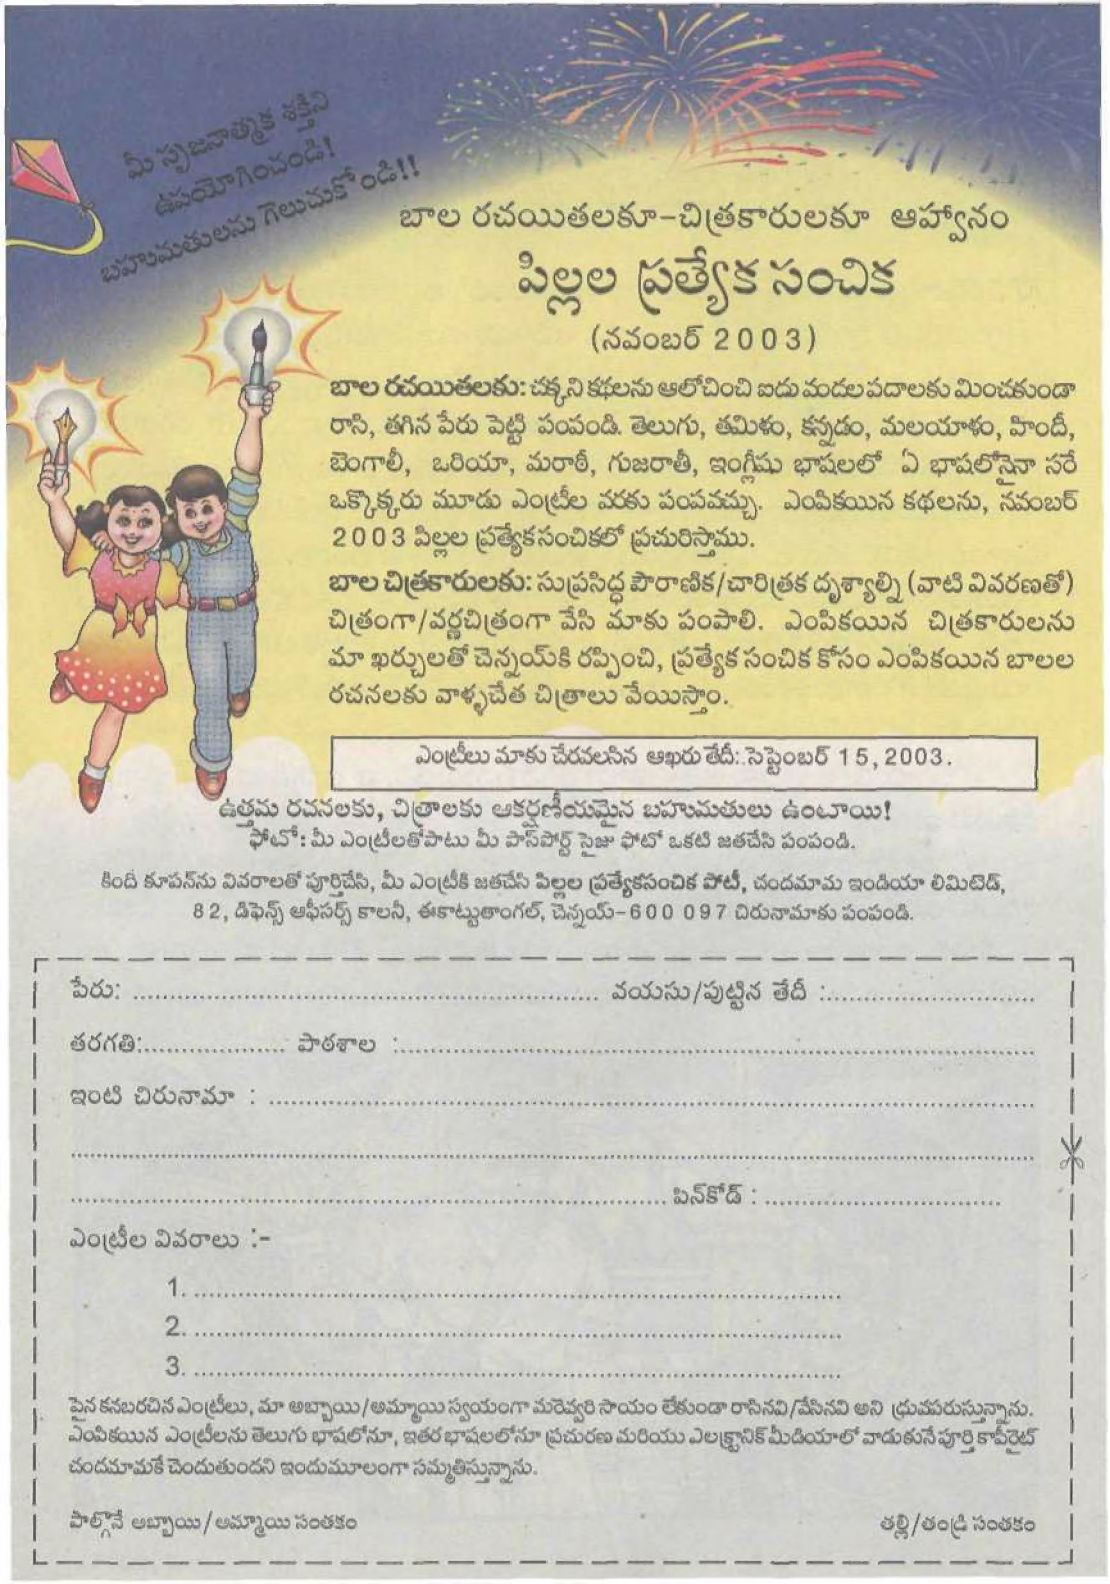 మీ సృజనాత్మక శక్తిని
ఉపయోగించండి!
బహుమతులను గెలుచుకోండి!!
బాల రచయితలకూ-చిత్రకారులకూ ఆహ్వానం
పిల్లల ప్రత్యేక సంచిక
(నవంబర్ 2003)
బాల రచయితలకు: చక్కని కథలను ఆలోచించి ఐదు వందల పదాలకు మించకుండా
రాసి, తగిన పేరు పెట్టి పంపండి. తెలుగు, తమిళం, కన్నడం, మలయాళం, హిందీ,
బెంగాలీ, ఒరియా, మరాఠీ, గుజరాతీ, ఇంగ్లీషు భాషలలో ఏ భాషలోనైనా సరే
ఒక్కొక్కరు మూడు ఎంట్రీల వరకు పంపవచ్చు. ఎంపికయిన కథలను, నవంబర్
2003 పిల్లల ప్రత్యేకసంచికలో ప్రచురిస్తాము.
బాల చిత్రకారులకు: సుప్రసిద్ధ పౌరాణిక/చారిత్రక దృశ్యాల్ని (వాటి వివరణతో)
చిత్రంగా/వర్ణచిత్రంగా వేసి మాకు పంపాలి. ఎంపికయిన చిత్రకారులను
మా ఖర్చులతో చెన్నయ్‌కి రప్పించి, ప్రత్యేక సంచిక కోసం ఎంపికయిన బాలల
రచనలకు వాళ్ళచేత చిత్రాలు వేయిస్తాం.
ఎంట్రీలు మాకు చేరవలసిన ఆఖరు తేదీ: సెప్టెంబర్ 15, 2003.
ఉత్తమ రచనలకు, చిత్రాలకు ఆకర్షణీయమైన బహుమతులు ఉంటాయి!
ఫోటో: మీ ఎంట్రీలతోపాటు మీ పాస్‌పోర్ట్ సైజు ఫోటో ఒకటి జతచేసి పంపండి.
కింది కూపన్‌ను వివరాలతో పూర్తిచేసి, మీ ఎంట్రీకి జతచేసి పిల్లల ప్రత్యేకసంచిక పోటీ, చందమామ ఇండియా లిమిటెడ్,
82, డిఫెన్స్ ఆఫీసర్స్ కాలనీ, ఈకాట్టుతాంగల్, చెన్నయ్-600 097 చిరునామాకు పంపండి.
పేరు: ........................................ వయసు/పుట్టిన తేదీ :....................
తరగతి:.................... పాఠశాల :........................................
ఇంటి చిరునామా : ........................................
........................................
........................................ పిన్‌కోడ్ : ....................
ఎంట్రీల వివరాలు :-
1. ........................................
2. ........................................
3. ........................................
పైన కనబరచిన ఎంట్రీలు, మా అబ్బాయి/అమ్మాయి స్వయంగా మరెవ్వరి సాయం లేకుండా రాసినవి/వేసినవి అని ధ్రువపరుస్తున్నాను.
ఎంపికయిన ఎంట్రీలను తెలుగు భాషలోనూ, ఇతర భాషలలోనూ ప్రచురణ మరియు ఎలక్ట్రానిక్ మీడియాలో వాడుకునే పూర్తి కాపీరైట్
చందమామకే చెందుతుందని ఇందుమూలంగా సమ్మతిస్తున్నాను.
పాల్గొనే అబ్బాయి/అమ్మాయి సంతకం
తల్లి/తండ్రి సంతకం